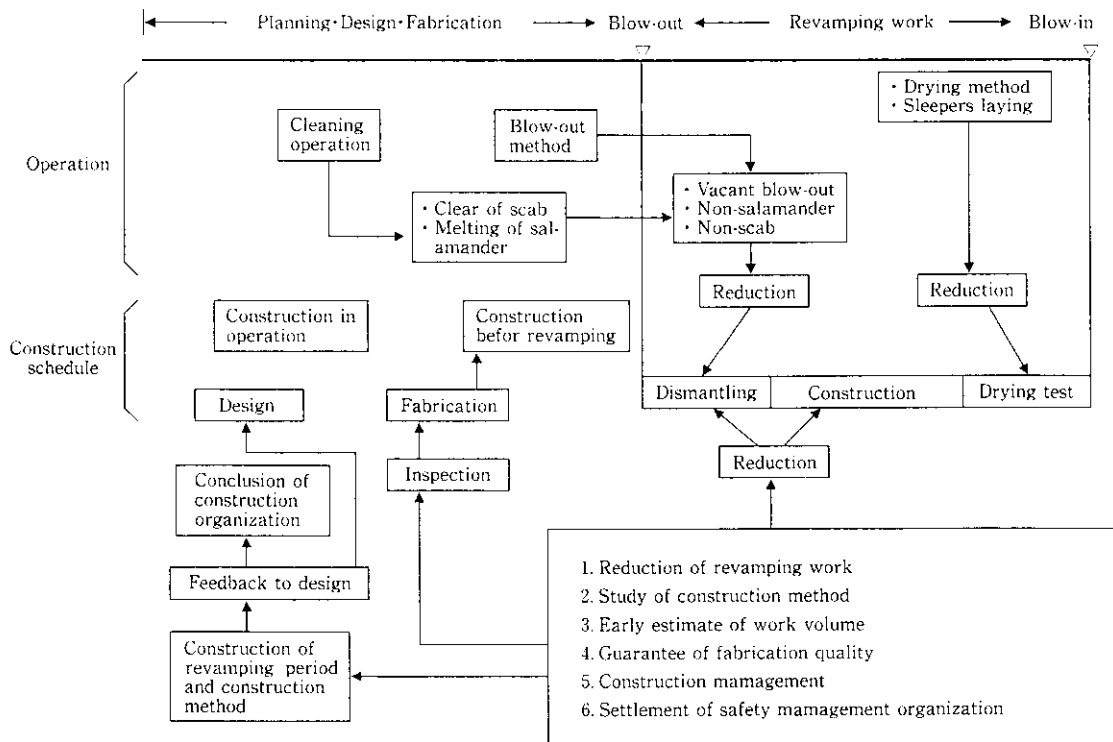 Planning·Design·Fabrication
Blow-out
Revamping work
Blow-in
Operation
Cleaning
operation
Blow-out
method
· Drying method
· Sleepers laying
· Clear of scab
· Melting of sal-
amander
· Vacant blow-out
· Non-salamander
· Non-scab
Reduction
Reduction
Construction
schedule
Construction in
operation
Construction
befor revamping
Design
Fabrication
Dismantling
Construction
Drying test
Inspection
Reduction
Conclusion of
construction
organization
Feedback to design
Construction of
revamping period
and construction
method
1. Reduction of revamping work
2. Study of construction method
3. Early estimate of work volume
4. Guarantee of fabrication quality
5. Construction mamagement
6. Settlement of safety mamagement organization